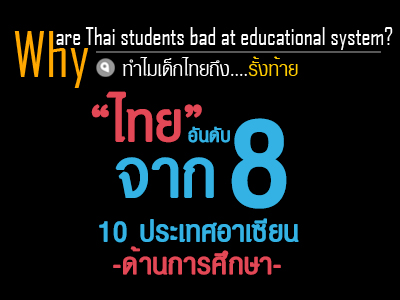 Why are Thai students bad at educational system?
ทำไมเด็กไทยถึง....รั้งท้าย
“ไทย” อันดับ 8
จาก
10 ประเทศอาเซียน
-ด้านการศึกษา-